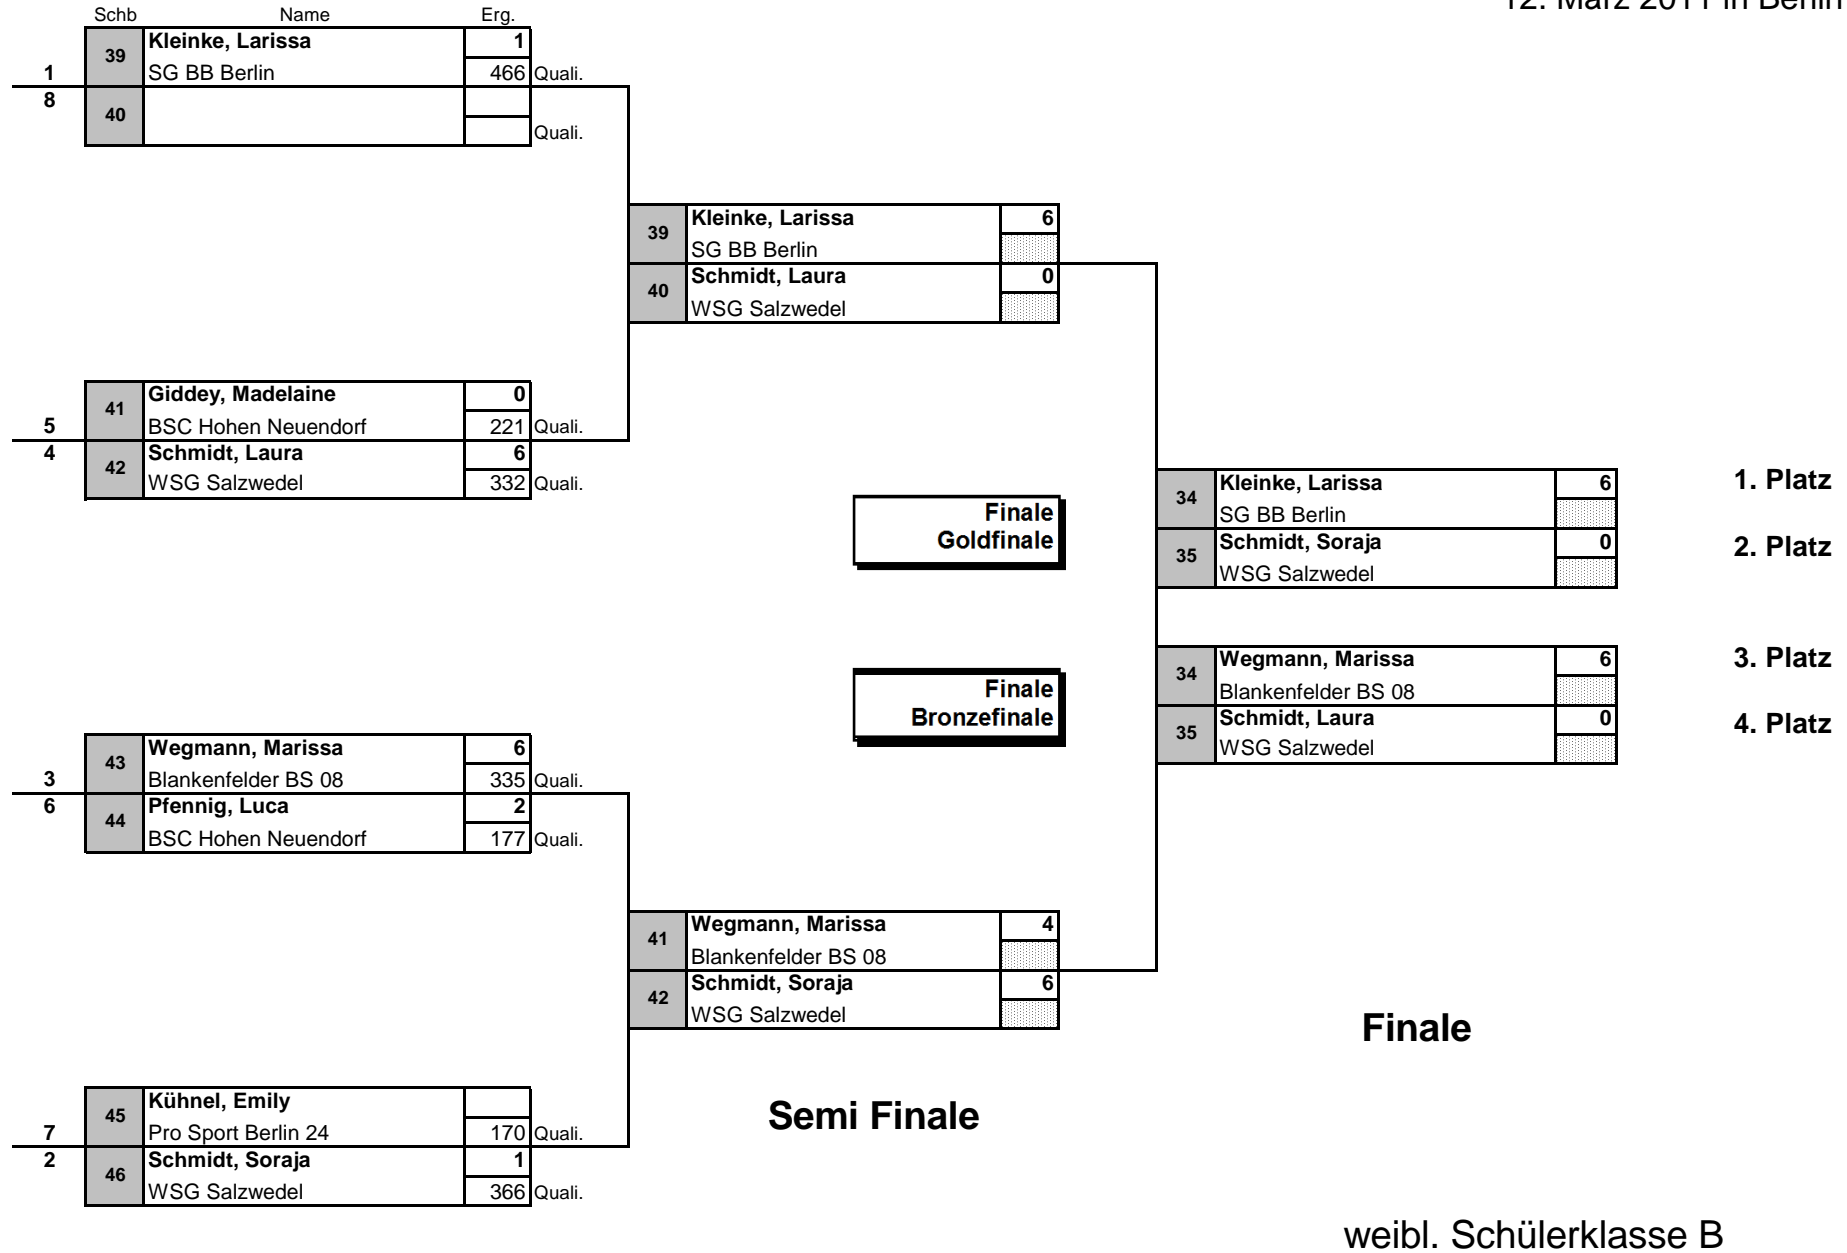 12. März 2011 in Berlin
Schb Name Erg.
39 Kleinke, Larissa 1
1 SG BB Berlin 466 Quali.
8 40
Quali.
39 Kleinke, Larissa 6
SG BB Berlin
40 Schmidt, Laura 0
WSG Salzwedel
41 Giddey, Madelaine 0
5 BSC Hohen Neuendorf 221 Quali.
4 42 Schmidt, Laura 6
WSG Salzwedel 332 Quali.
Finale
Goldfinale
34 Kleinke, Larissa 6 1. Platz
SG BB Berlin
35 Schmidt, Soraja 0 2. Platz
WSG Salzwedel
Finale
Bronzefinale
34 Wegmann, Marissa 6 3. Platz
Blankenfelder BS 08
35 Schmidt, Laura 0 4. Platz
WSG Salzwedel
43 Wegmann, Marissa 6
3 Blankenfelder BS 08 335 Quali.
6 44 Pfennig, Luca 2
BSC Hohen Neuendorf 177 Quali.
41 Wegmann, Marissa 4
Blankenfelder BS 08
42 Schmidt, Soraja 6
WSG Salzwedel
Finale
45 Kühnel, Emily
7 Pro Sport Berlin 24 170 Quali.
2 46 Schmidt, Soraja 1
WSG Salzwedel 366 Quali.
Semi Finale
weibl. Schülerklasse B